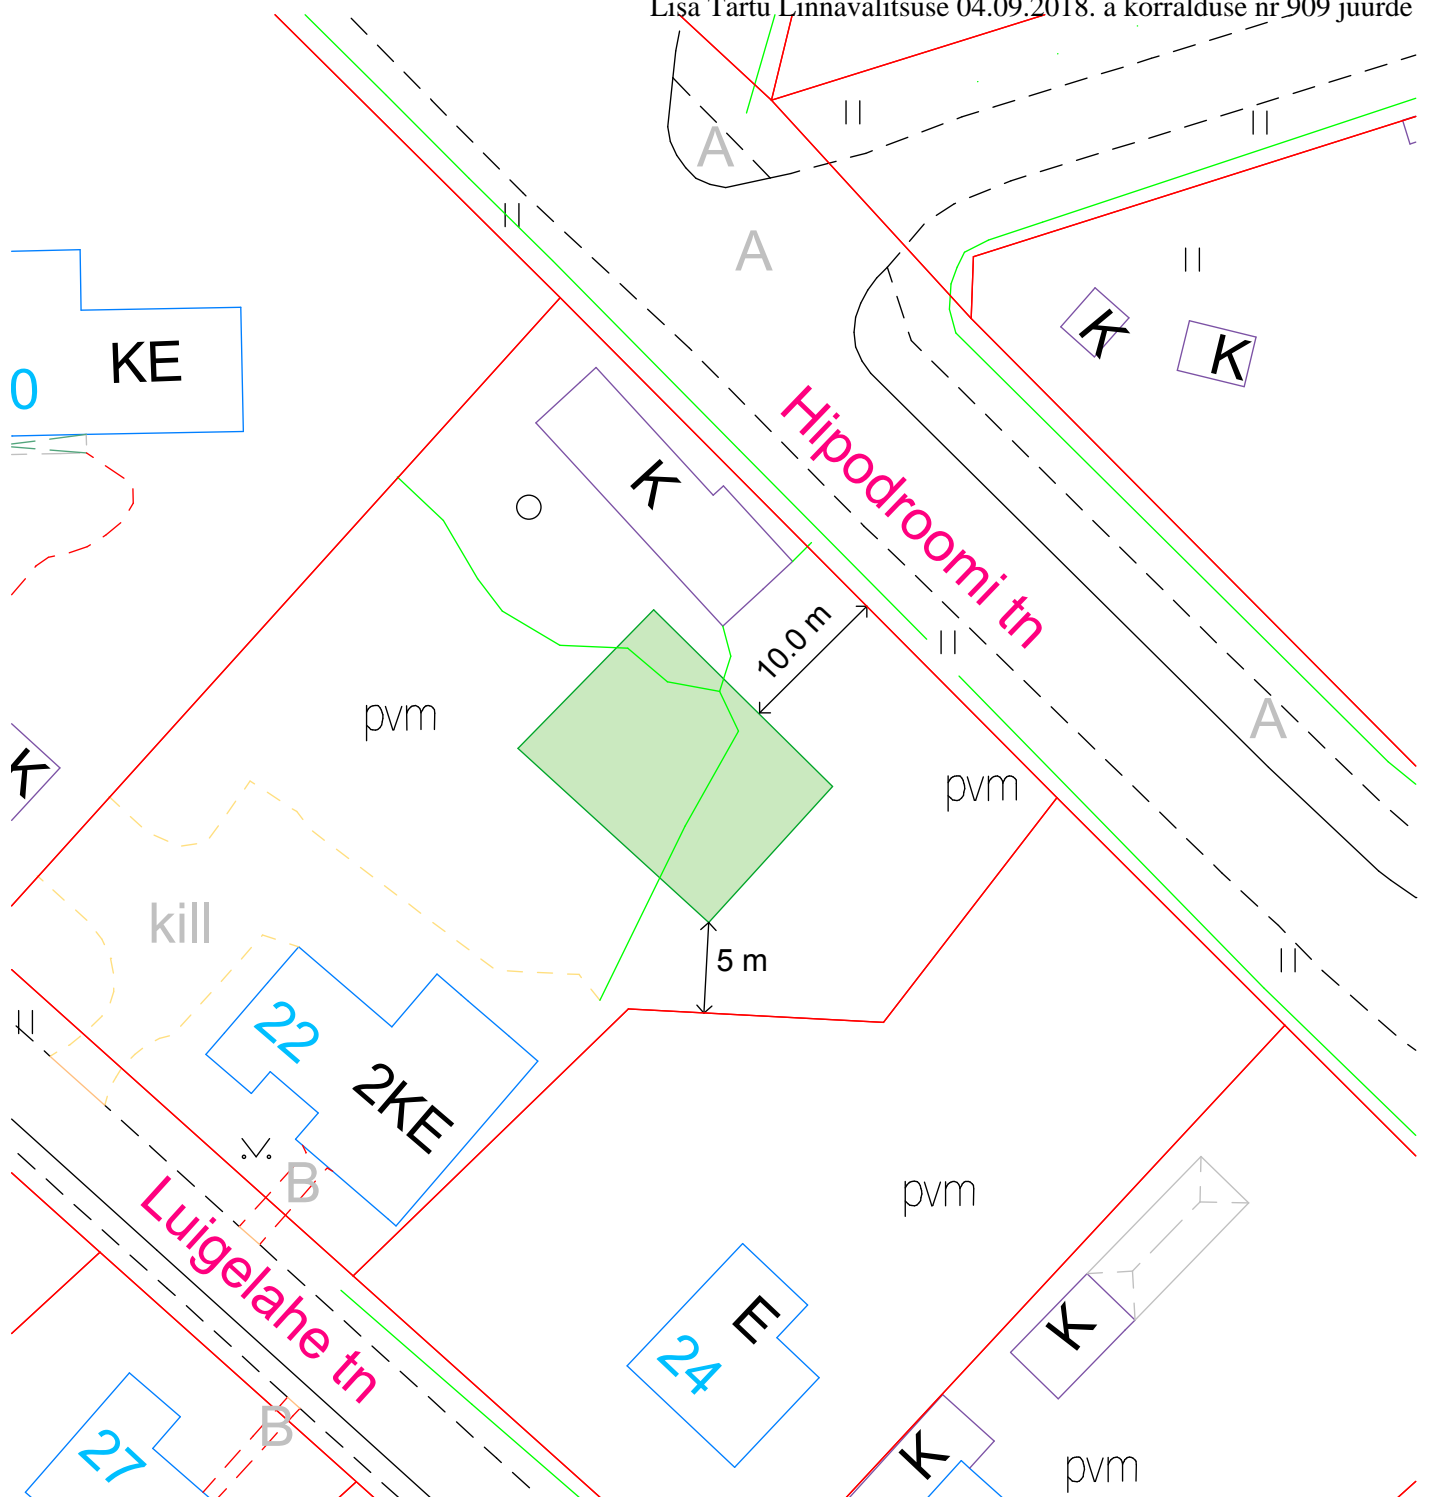 Lisa Tartu Linnavalitsuse 04.09.2018. a korralduse nr 909 juurde
A
A
KE
0
K
K
K
Hipodroomi tn
10.0 m
pvm
A
K
pvm
kill
5 m
22
2KE
B
pvm
Luigelahe tn
E
24
K
B
27
K
pvm